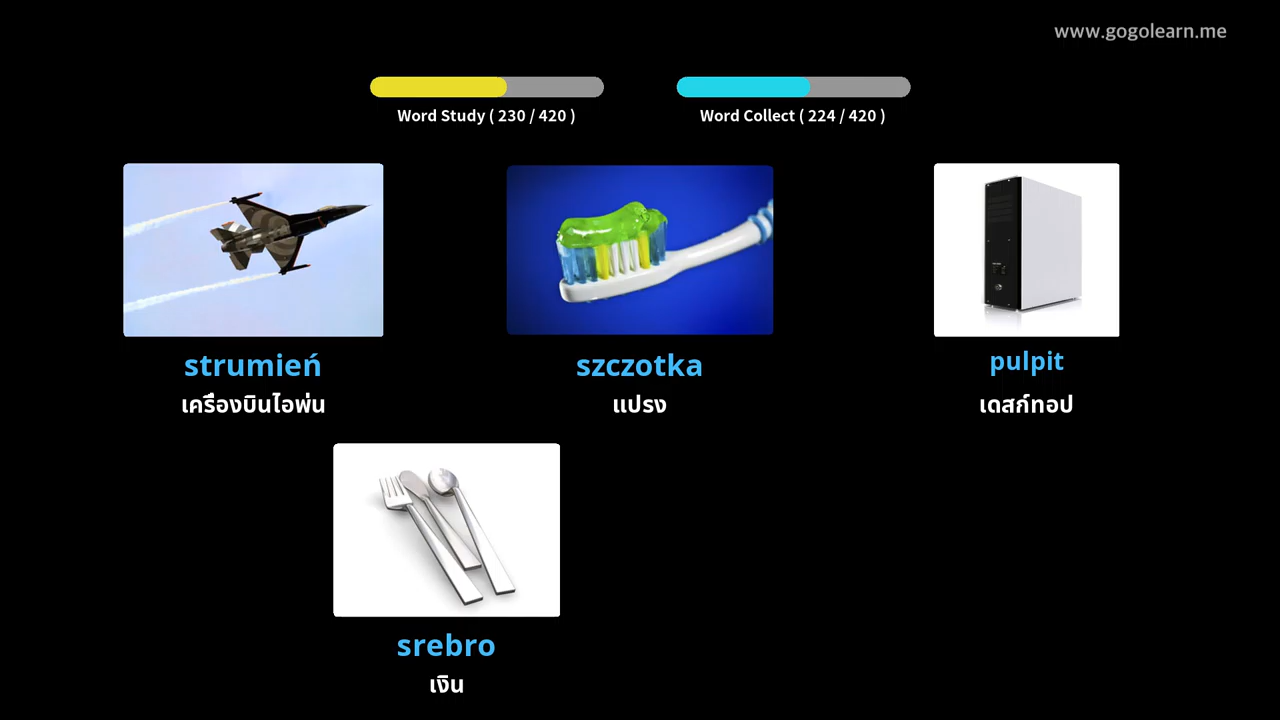 www.gogolearn.me
Word Study ( 230 / 420 )
Word Collect ( 224 / 420 )
strumień
szczotka
pulpit
เครื่องบินไอพ่น
แปรง
เดสก์ทอป
srebro
เงิน